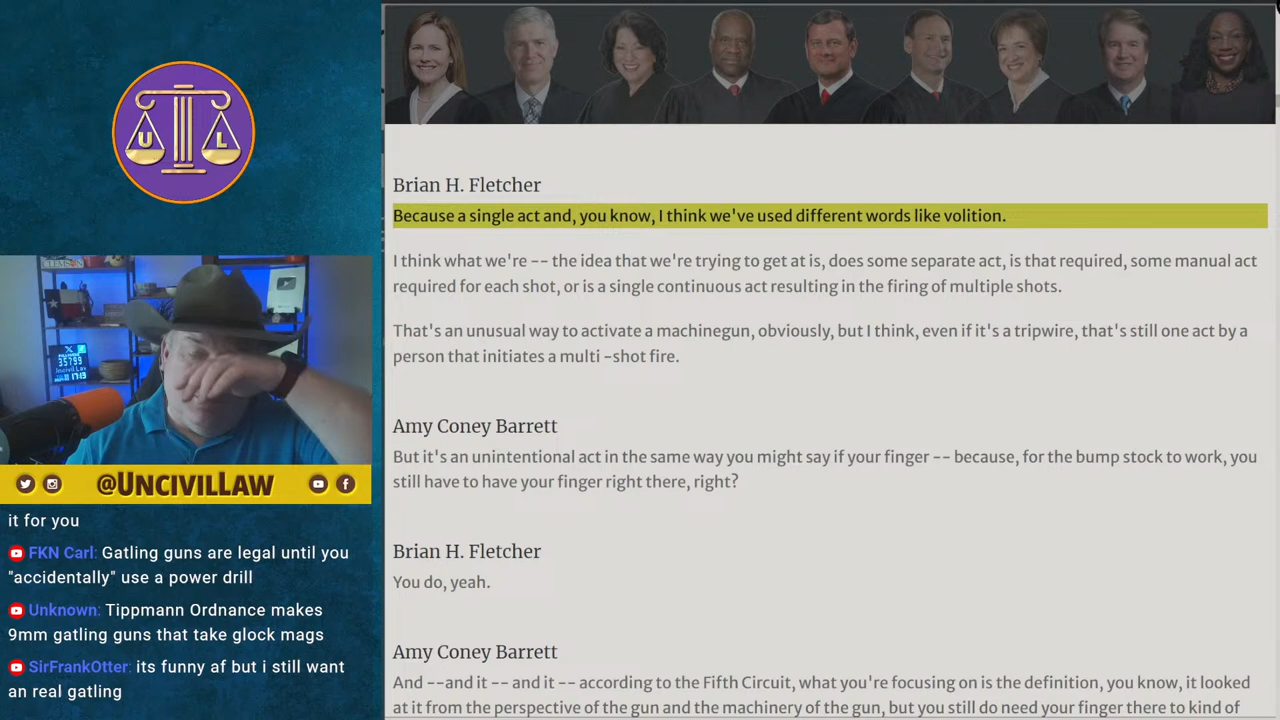 U L
Brian H. Fletcher
Because a single act and, you know, I think we've used different words like volition.
I think what we're -- the idea that we're trying to get at is, does some separate act, is that required, some manual act
required for each shot, or is a single continuous act resulting in the firing of multiple shots.
That's an unusual way to activate a machinegun, obviously, but I think, even if it's a tripwire, that's still one act by a
person that initiates a multi -shot fire.
Amy Coney Barrett
But it's an unintentional act in the same way you might say if your finger -- because, for the bump stock to work, you
still have to have your finger right there, right?
Brian H. Fletcher
You do, yeah.
Amy Coney Barrett
And --and it -- and it -- according to the Fifth Circuit, what you're focusing on is the definition, you know, it looked
at it from the perspective of the gun and the machinery of the gun, but you still do need your finger there to kind of
CLEMSON
35799
Uncivil Law
17:13
@UNCIVILLAW
it for you
FKN Carl: Gatling guns are legal until you
"accidentally" use a power drill
Unknown: Tippmann Ordnance makes
9mm gatling guns that take glock mags
SirFrankOtter: its funny af but i still want
an real gatling